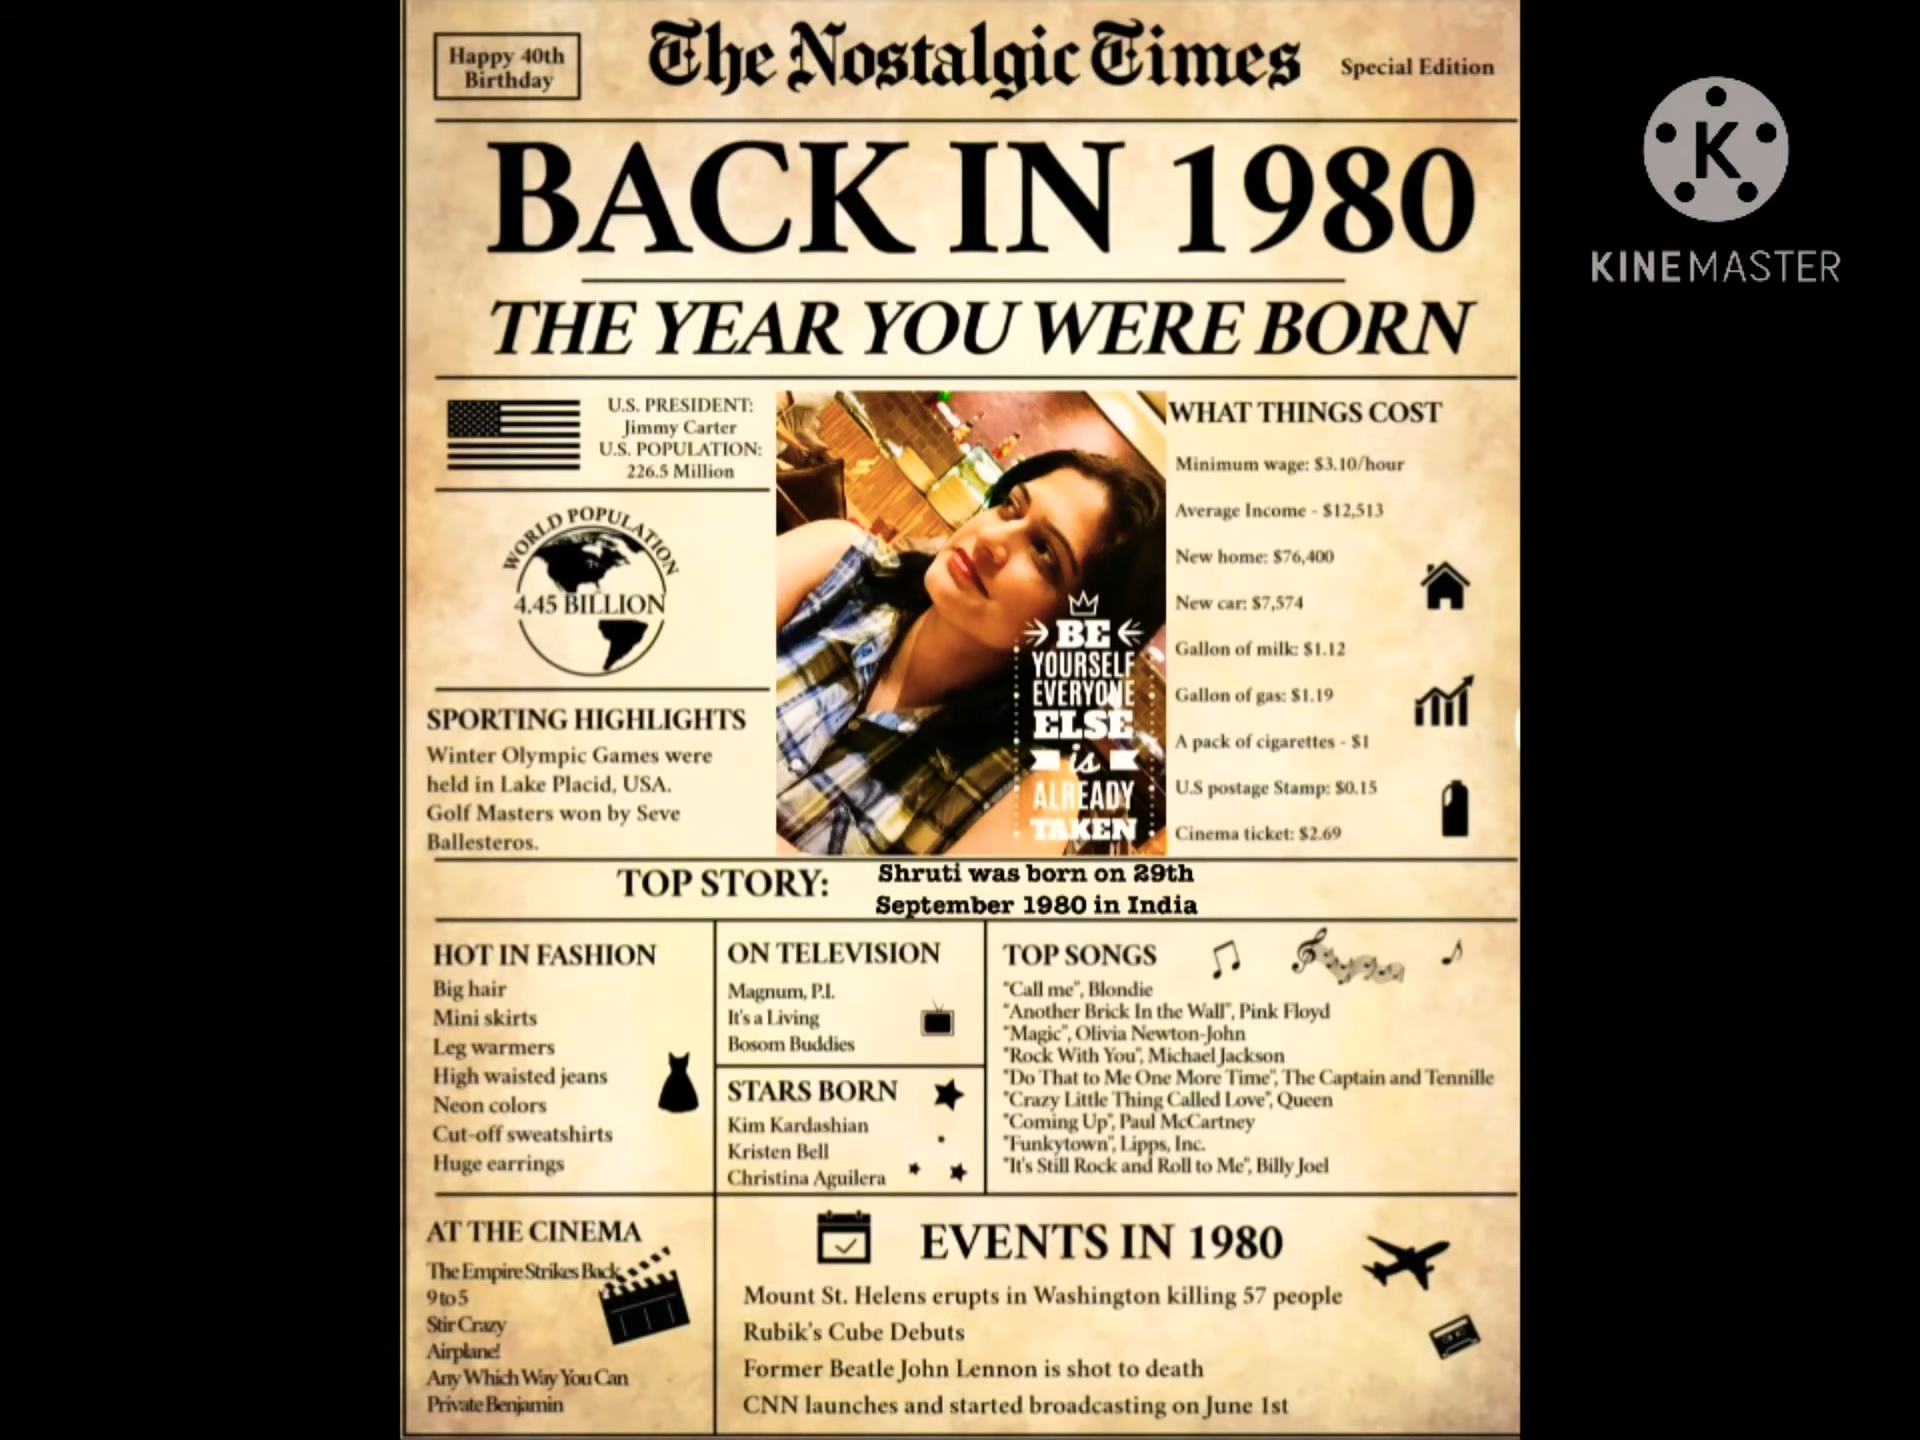 Happy 40th
Birthday
The Nostalgic Times
Special Edition
KINEMASTER
BACK IN 1980
THE YEAR YOU WERE BORN
U.S. PRESIDENT:
Jimmy Carter
U.S. POPULATION:
226.5 Million
WORLD POPULATION
4.45 BILLION
SPORTING HIGHLIGHTS
Winter Olympic Games were
held in Lake Placid, USA.
Golf Masters won by Seve
Ballesteros.
BE
YOURSELF
EVERYONE
ELSE
is
ALREADY
TAKEN
WHAT THINGS COST
Minimum wage: $3.10/hour
Average Income - $12,513
New home: $76,400
New car: $7,574
Gallon of milk: $1.12
Gallon of gas: $1.19
A pack of cigarettes - $1
U.S postage Stamp: $0.15
Cinema ticket: $2.69
TOP STORY:
Shruti was born on 29th
September 1980 in India
HOT IN FASHION
Big hair
Mini skirts
Leg warmers
High waisted jeans
Neon colors
Cut-off sweatshirts
Huge earrings
ON TELEVISION
Magnum, P.I.
It's a Living
Bosom Buddies
STARS BORN
Kim Kardashian
Kristen Bell
Christina Aguilera
TOP SONGS
"Call me", Blondie
"Another Brick In the Wall", Pink Floyd
"Magic", Olivia Newton-John
"Rock With You", Michael Jackson
"Do That to Me One More Time", The Captain and Tennille
"Crazy Little Thing Called Love", Queen
"Coming Up", Paul McCartney
"Funkytown", Lipps, Inc.
"It's Still Rock and Roll to Me", Billy Joel
AT THE CINEMA
The Empire Strikes Back
9 to 5
Stir Crazy
Airplane!
Any Which Way You Can
Private Benjamin
EVENTS IN 1980
Mount St. Helens erupts in Washington killing 57 people
Rubik's Cube Debuts
Former Beatle John Lennon is shot to death
CNN launches and started broadcasting on June 1st